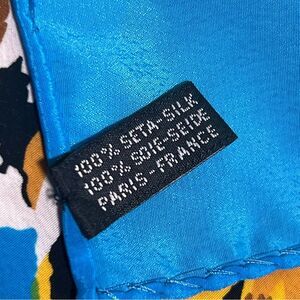 100% SETA-SILK
100% SOIE-SEIDE
PARIS-FRANCE